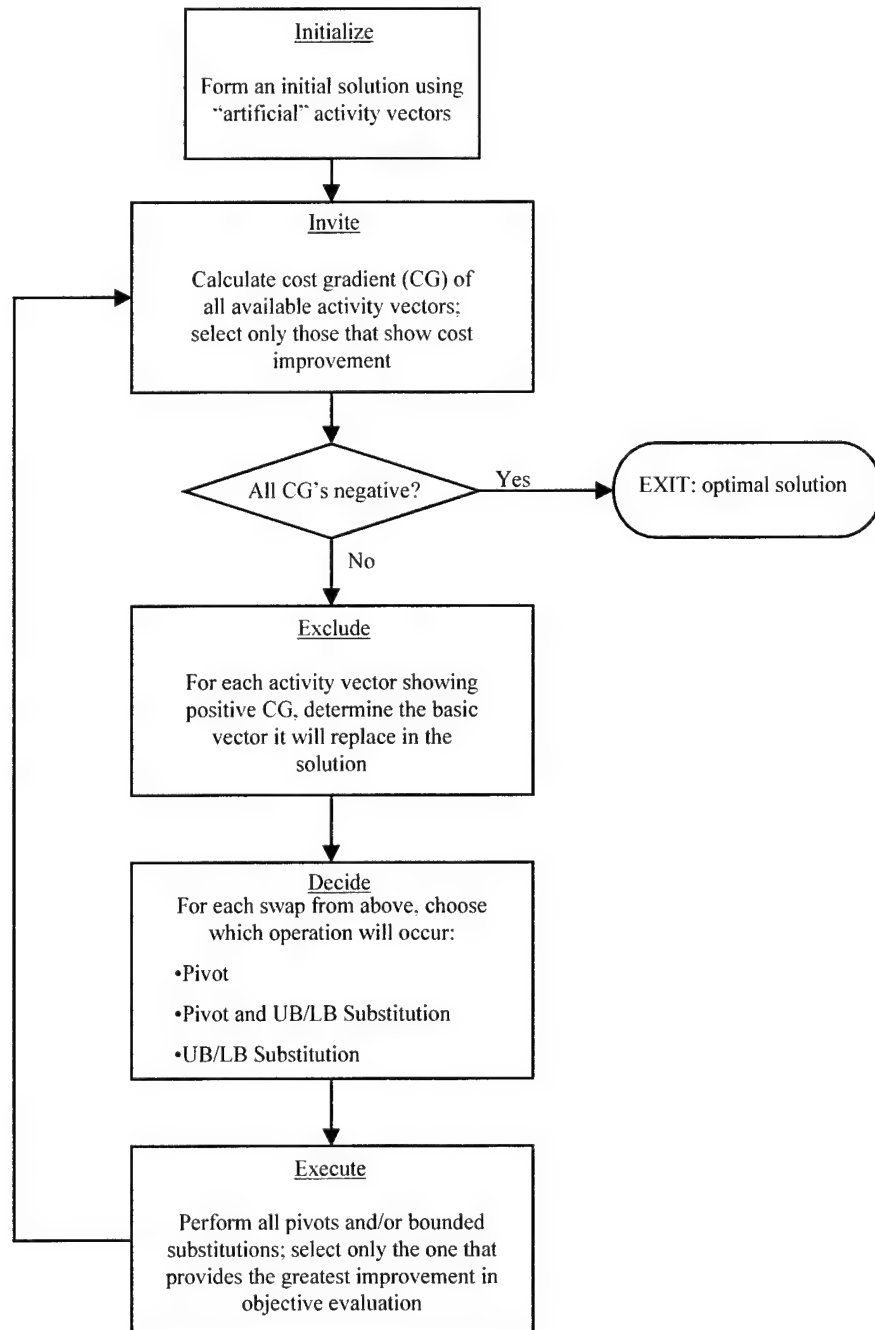 Initialize
Form an initial solution using
“artificial” activity vectors
Invite
Calculate cost gradient (CG) of
all available activity vectors;
select only those that show cost
improvement
All CG's negative?
Yes
EXIT: optimal solution
No
Exclude
For each activity vector showing
positive CG, determine the basic
vector it will replace in the
solution
Decide
For each swap from above, choose
which operation will occur:
•Pivot
•Pivot and UB/LB Substitution
•UB/LB Substitution
Execute
Perform all pivots and/or bounded
substitutions; select only the one that
provides the greatest improvement in
objective evaluation